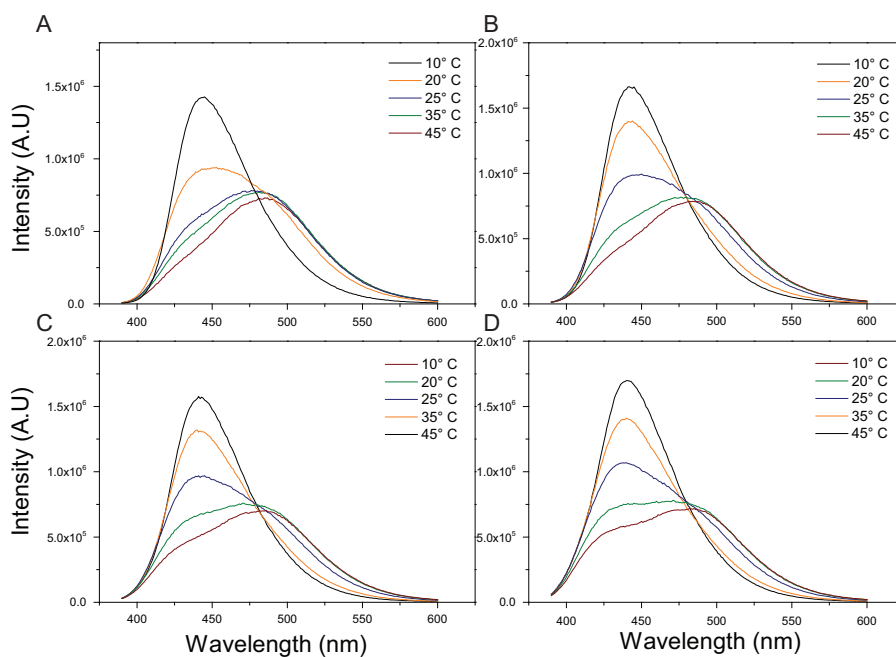 A
Intensity (A.U)
1.5x10⁶
1.0x10⁶
5.0x10⁵
0.0
400 450 500 550 600
10° C
20° C
25° C
35° C
45° C
B
2.0x10⁶
1.5x10⁶
1.0x10⁶
5.0x10⁵
0.0
400 450 500 550 600
10° C
20° C
25° C
35° C
45° C
C
Intensity (A.U)
2.0x10⁶
1.5x10⁶
1.0x10⁶
5.0x10⁵
0.0
400 450 500 550 600
Wavelength (nm)
10° C
20° C
25° C
35° C
45° C
D
2.0x10⁶
1.5x10⁶
1.0x10⁶
5.0x10⁵
0.0
400 450 500 550 600
Wavelength (nm)
10° C
20° C
25° C
35° C
45° C